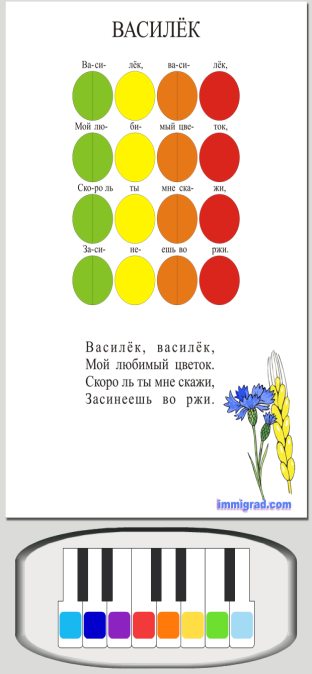 ВАСИЛЁК
Ва-си- лёк, ва-си- лёк,
Мой лю- би- мый цве- ток,
Ско-ро ль ты мне ска- жи,
За-си- не- ешь во ржи.
Василёк, василёк,
Мой любимый цветок.
Скоро ль ты мне скажи,
Засинеешь во ржи.
immigrad.com